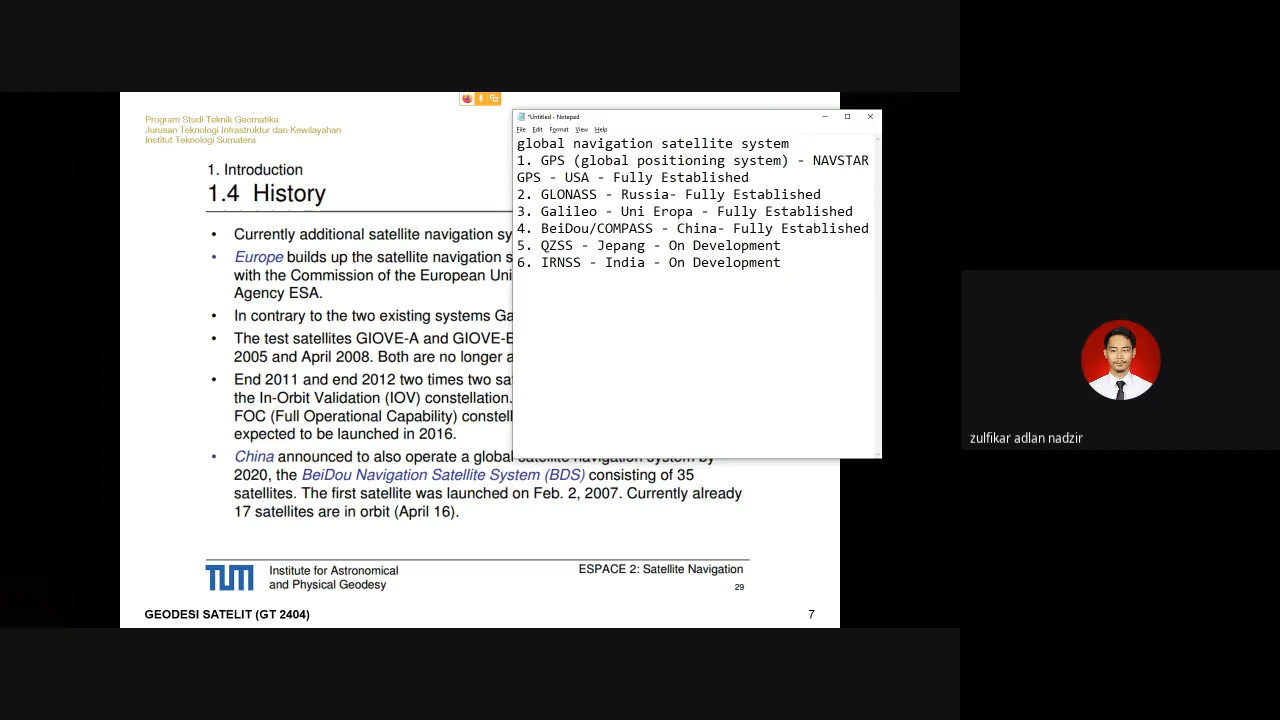 Program Studi Teknik Geomatika
Jurusan Teknologi Infrastruktur dan Kewilayahan
Institut Teknologi Sumatera
1. Introduction
1.4 History
• Currently additional satellite navigation sy
• Europe builds up the satellite navigation s
with the Commission of the European Uni
Agency ESA.
• In contrary to the two existing systems Ga
• The test satellites GIOVE-A and GIOVE-B
2005 and April 2008. Both are no longer a
• End 2011 and end 2012 two times two sa
the In-Orbit Validation (IOV) constellation.
FOC (Full Operational Capability) constell
expected to be launched in 2016.
• China announced to also operate a global satellite navigation system by
2020, the BeiDou Navigation Satellite System (BDS) consisting of 35
satellites. The first satellite was launched on Feb. 2, 2007. Currently already
17 satellites are in orbit (April 16).
TUM
Institute for Astronomical
and Physical Geodesy
ESPACE 2: Satellite Navigation
29
GEODESI SATELIT (GT 2404)
7
*Untitled - Notepad
File Edit Format View Help
global navigation satellite system
1. GPS (global positioning system) - NAVSTAR
GPS - USA - Fully Established
2. GLONASS - Russia- Fully Established
3. Galileo - Uni Eropa - Fully Established
4. BeiDou/COMPASS - China- Fully Established
5. QZSS - Jepang - On Development
6. IRNSS - India - On Development
zulfikar adlan nadzir